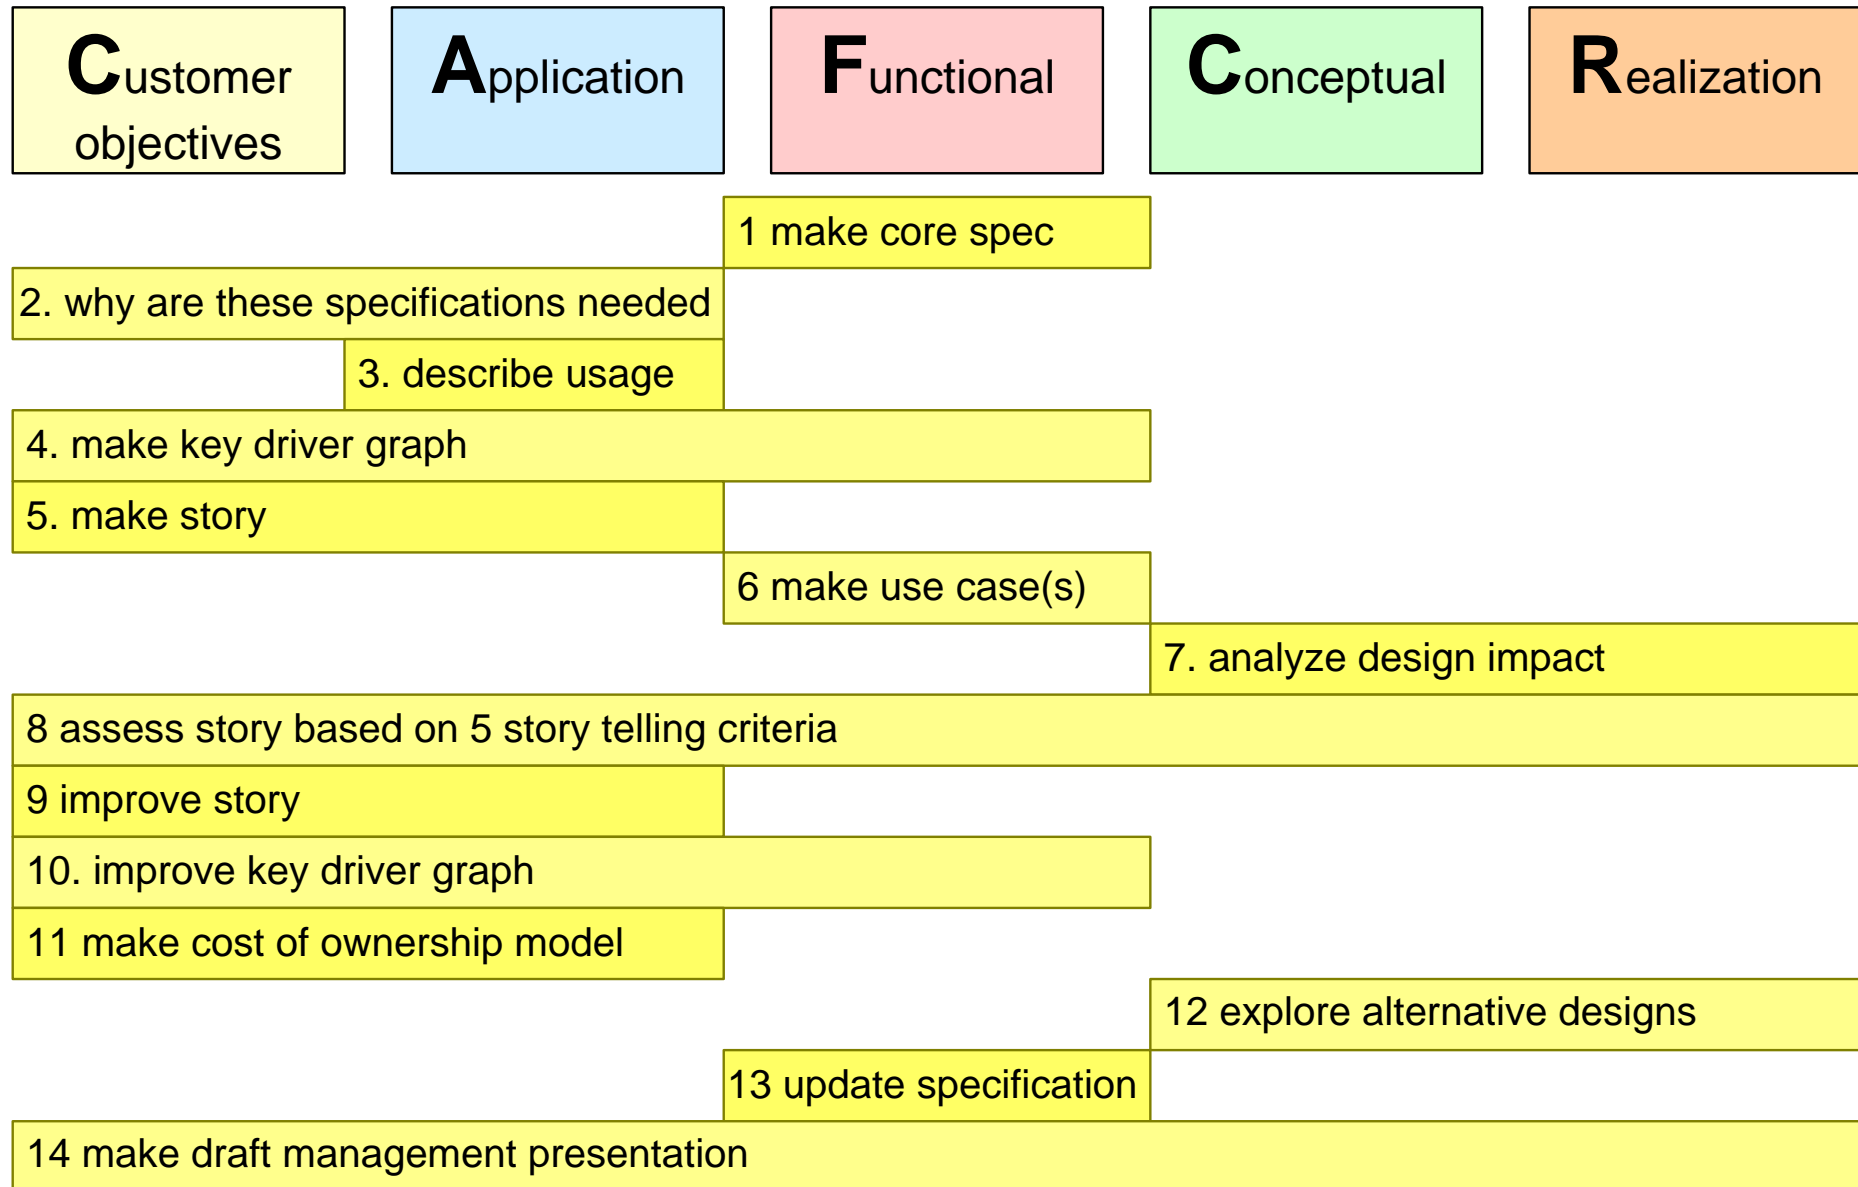 Customer
objectives
Application
Functional
Conceptual
Realization
1 make core spec
2. why are these specifications needed
3. describe usage
4. make key driver graph
5. make story
6 make use case(s)
7. analyze design impact
8 assess story based on 5 story telling criteria
9 improve story
10. improve key driver graph
11 make cost of ownership model
12 explore alternative designs
13 update specification
14 make draft management presentation